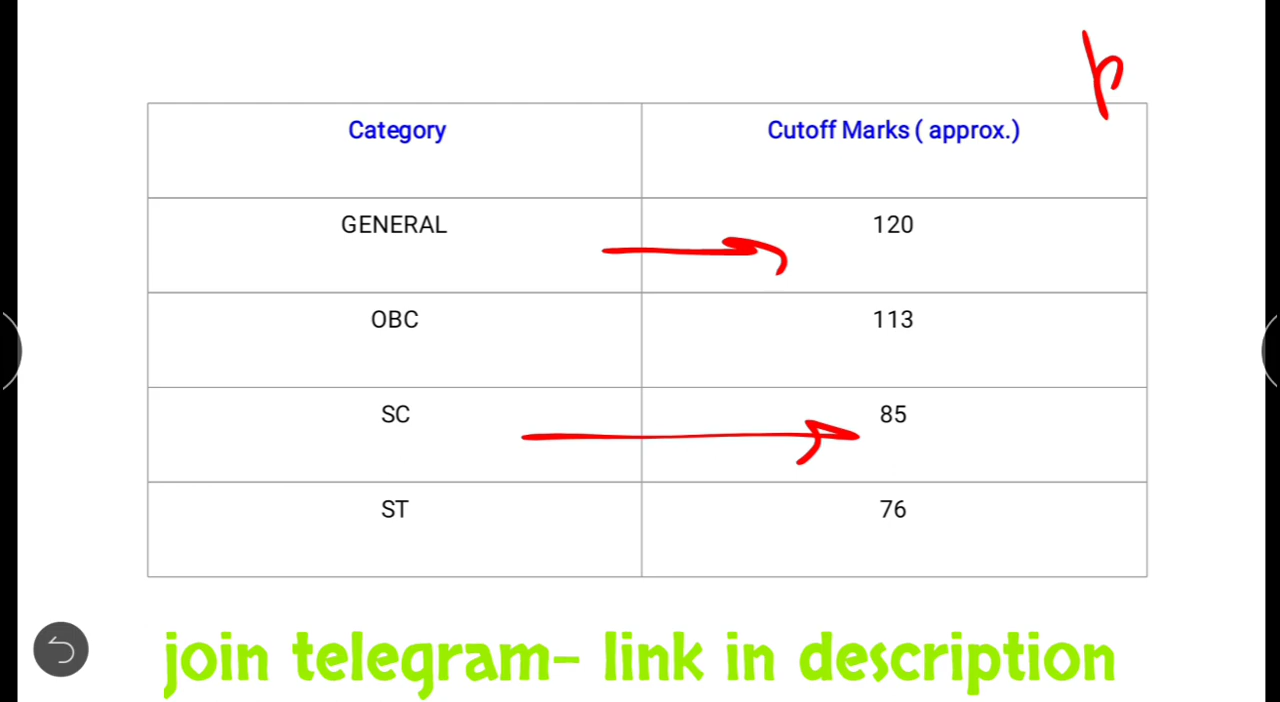 Category Cutoff Marks ( approx.)
GENERAL 120
OBC 113
SC 85
ST 76
join telegram- link in description